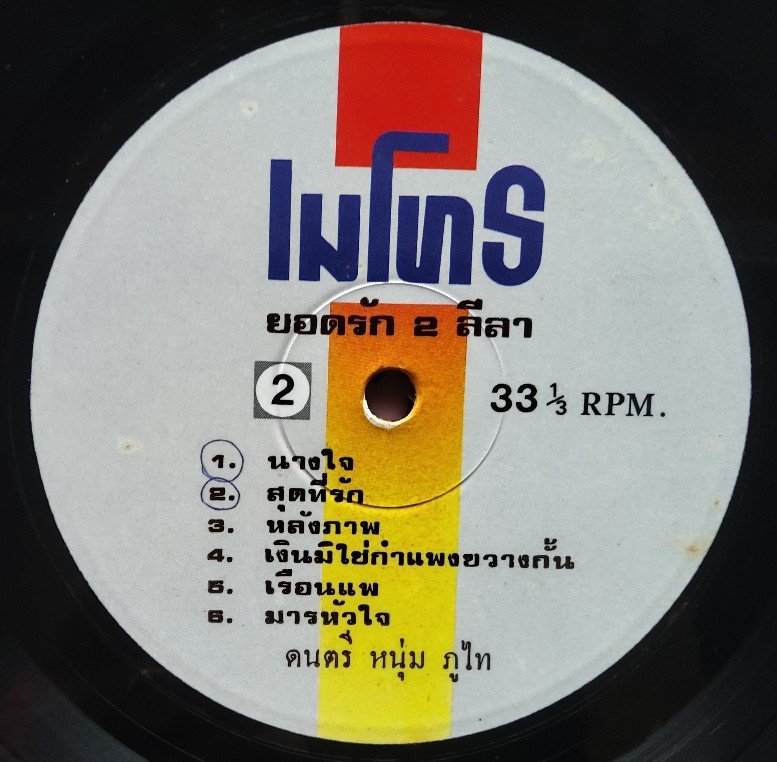 เมโทร
ยอดรัก 2 ลีลา
2
33 1/3 RPM.
1. นางใจ
2. สุดที่รัก
3. หลังภาพ
4. เงินมิใช่กำแพงขวางกั้น
5. เรือนแพ
6. มารหัวใจ
ดนตรี หนุ่ม ภูไท